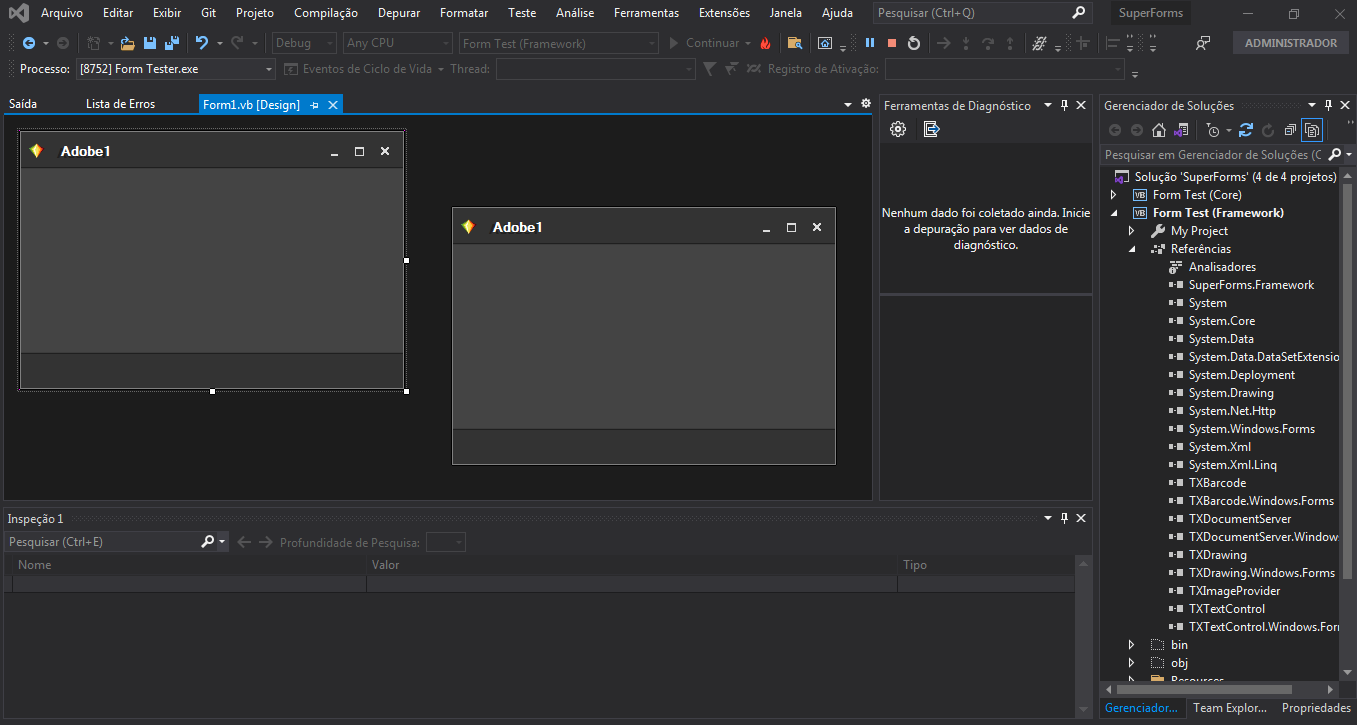 Arquivo Editar Exibir Git Projeto Compilação Depurar Formatar Teste Análise Ferramentas Extensões Janela Ajuda Pesquisar (Ctrl+Q) SuperForms
Debug Any CPU Form Test (Framework) Continuar ADMINISTRADOR
Processo: [8752] Form Tester.exe Eventos de Ciclo de Vida Thread: Registro de Ativação:
Saída Lista de Erros Form1.vb [Design]
Adobe1
Adobe1
Ferramentas de Diagnóstico
Nenhum dado foi coletado ainda. Inicie
a depuração para ver dados de
diagnóstico.
Gerenciador de Soluções
Pesquisar em Gerenciador de Soluções (C
Solução 'SuperForms' (4 de 4 projetos)
VB Form Test (Core)
VB Form Test (Framework)
My Project
Referências
Analisadores
SuperForms.Framework
System
System.Core
System.Data
System.Data.DataSetExtensio
System.Deployment
System.Drawing
System.Net.Http
System.Windows.Forms
System.Xml
System.Xml.Linq
TXBarcode
TXBarcode.Windows.Forms
TXDocumentServer
TXDocumentServer.Window
TXDrawing
TXDrawing.Windows.Forms
TXImageProvider
TXTextControl
TXTextControl.Windows.For
bin
obj
Resources
Gerenciador... Team Explor... Propriedades
Inspeção 1
Pesquisar (Ctrl+E) Profundidade de Pesquisa:
Nome Valor Tipo